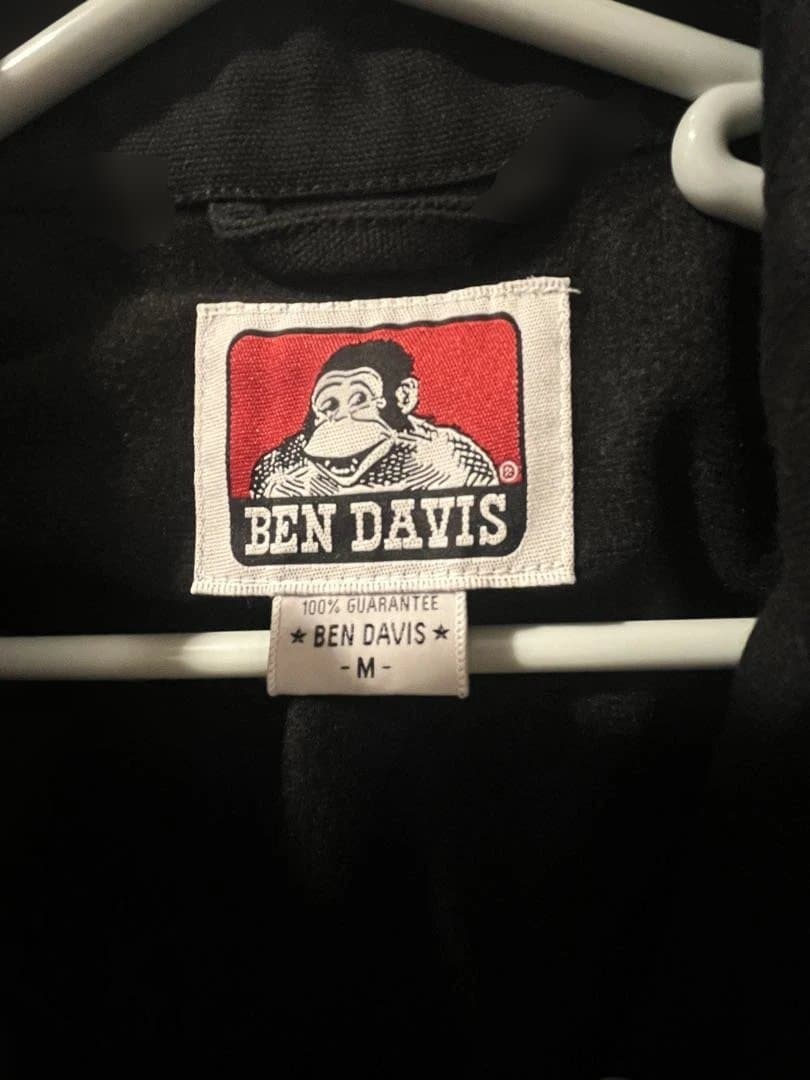 ®
BEN DAVIS
100% GUARANTEE
★ BEN DAVIS ★
- M -